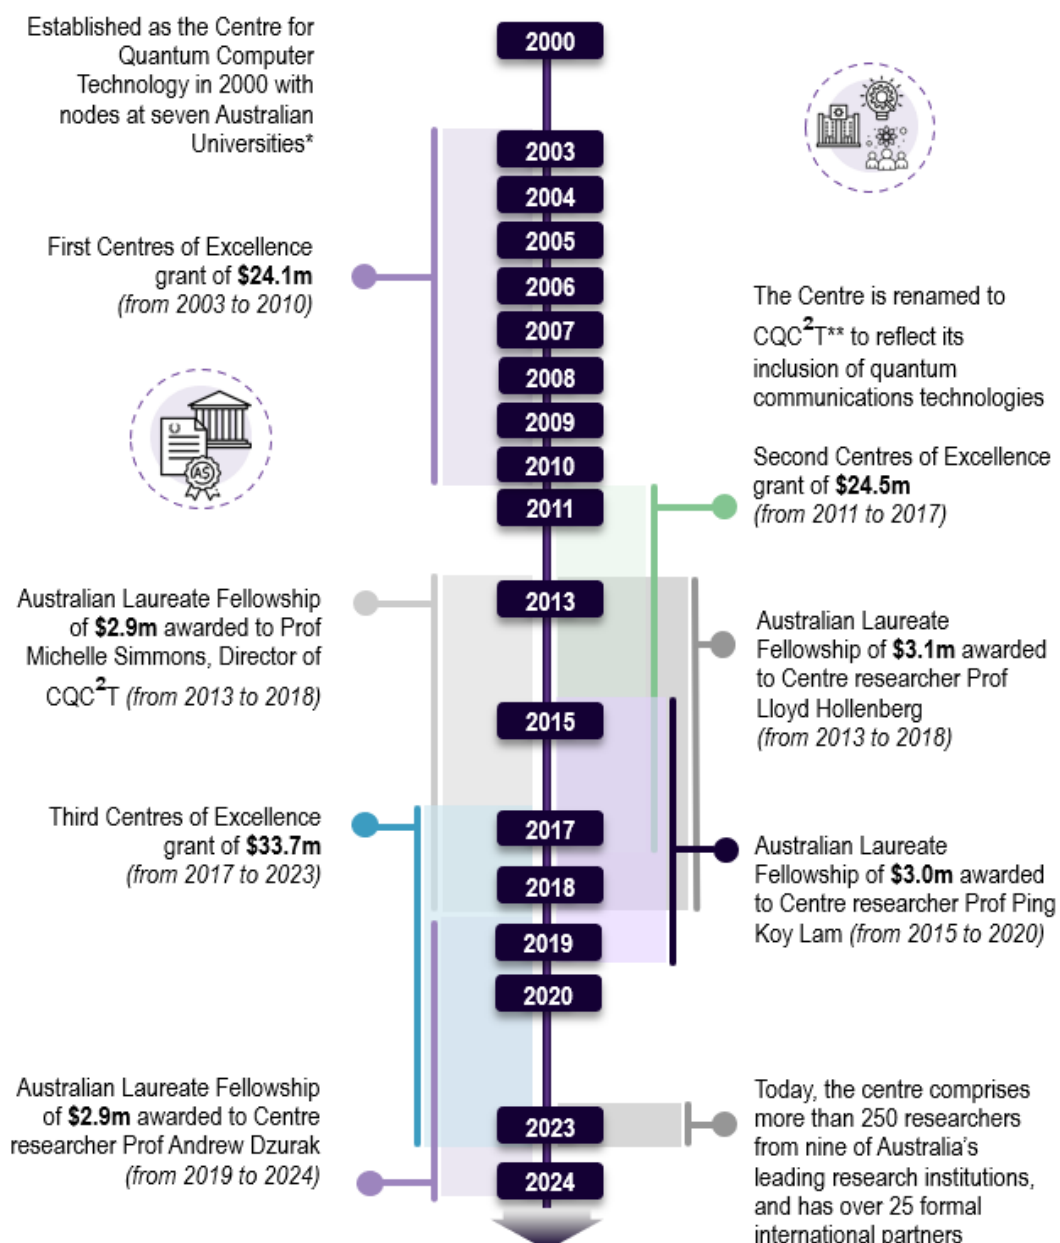 Established as the Centre for
Quantum Computer
Technology in 2000 with
nodes at seven Australian
Universities*
2000
2003
2004
2005
First Centres of Excellence
grant of $24.1m
(from 2003 to 2010)
2006
2007
2008
2009
2010
The Centre is renamed to
CQC²T** to reflect its
inclusion of quantum
communications technologies
AS
Second Centres of Excellence
grant of $24.5m
(from 2011 to 2017)
2011
Australian Laureate Fellowship
of $2.9m awarded to Prof
Michelle Simmons, Director of
CQC²T (from 2013 to 2018)
2013
Australian Laureate
Fellowship of $3.1m awarded
to Centre researcher Prof
Lloyd Hollenberg
(from 2013 to 2018)
2015
Third Centres of Excellence
grant of $33.7m
(from 2017 to 2023)
2017
2018
Australian Laureate
Fellowship of $3.0m awarded
to Centre researcher Prof Ping
Koy Lam (from 2015 to 2020)
2019
2020
Australian Laureate Fellowship
of $2.9m awarded to Centre
researcher Prof Andrew Dzurak
(from 2019 to 2024)
2023
2024
Today, the centre comprises
more than 250 researchers
from nine of Australia's
leading research institutions,
and has over 25 formal
international partners